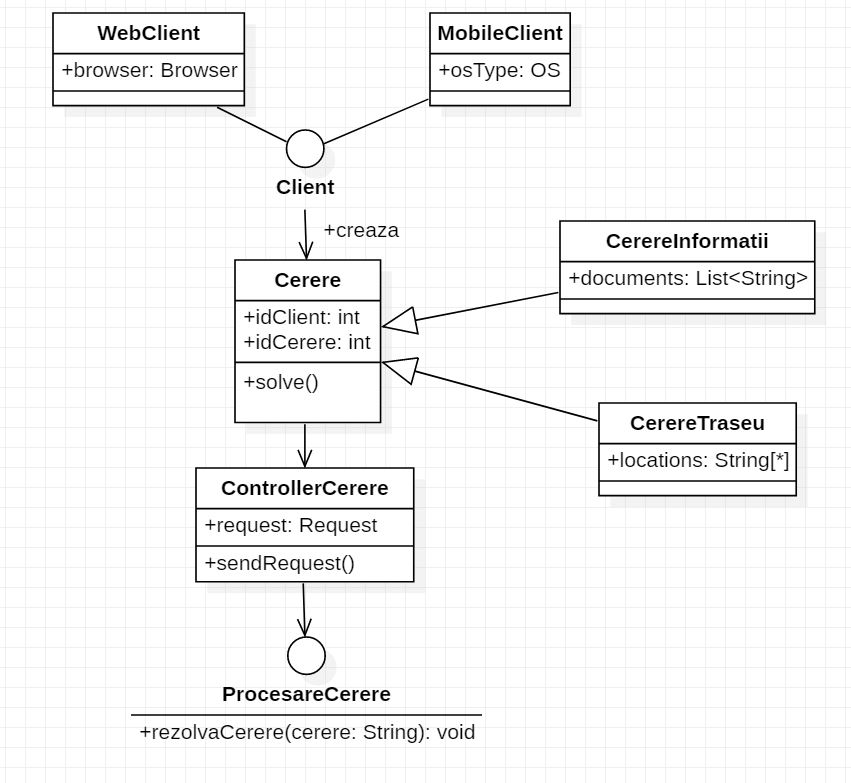 WebClient
+browser: Browser
MobileClient
+osType: OS
Client
+creaza
Cerere
+idClient: int
+idCerere: int
+solve()
CerereInformatii
+documents: List<String>
CerereTraseu
+locations: String[*]
ControllerCerere
+request: Request
+sendRequest()
ProcesareCerere
+rezolvaCerere(cerere: String): void